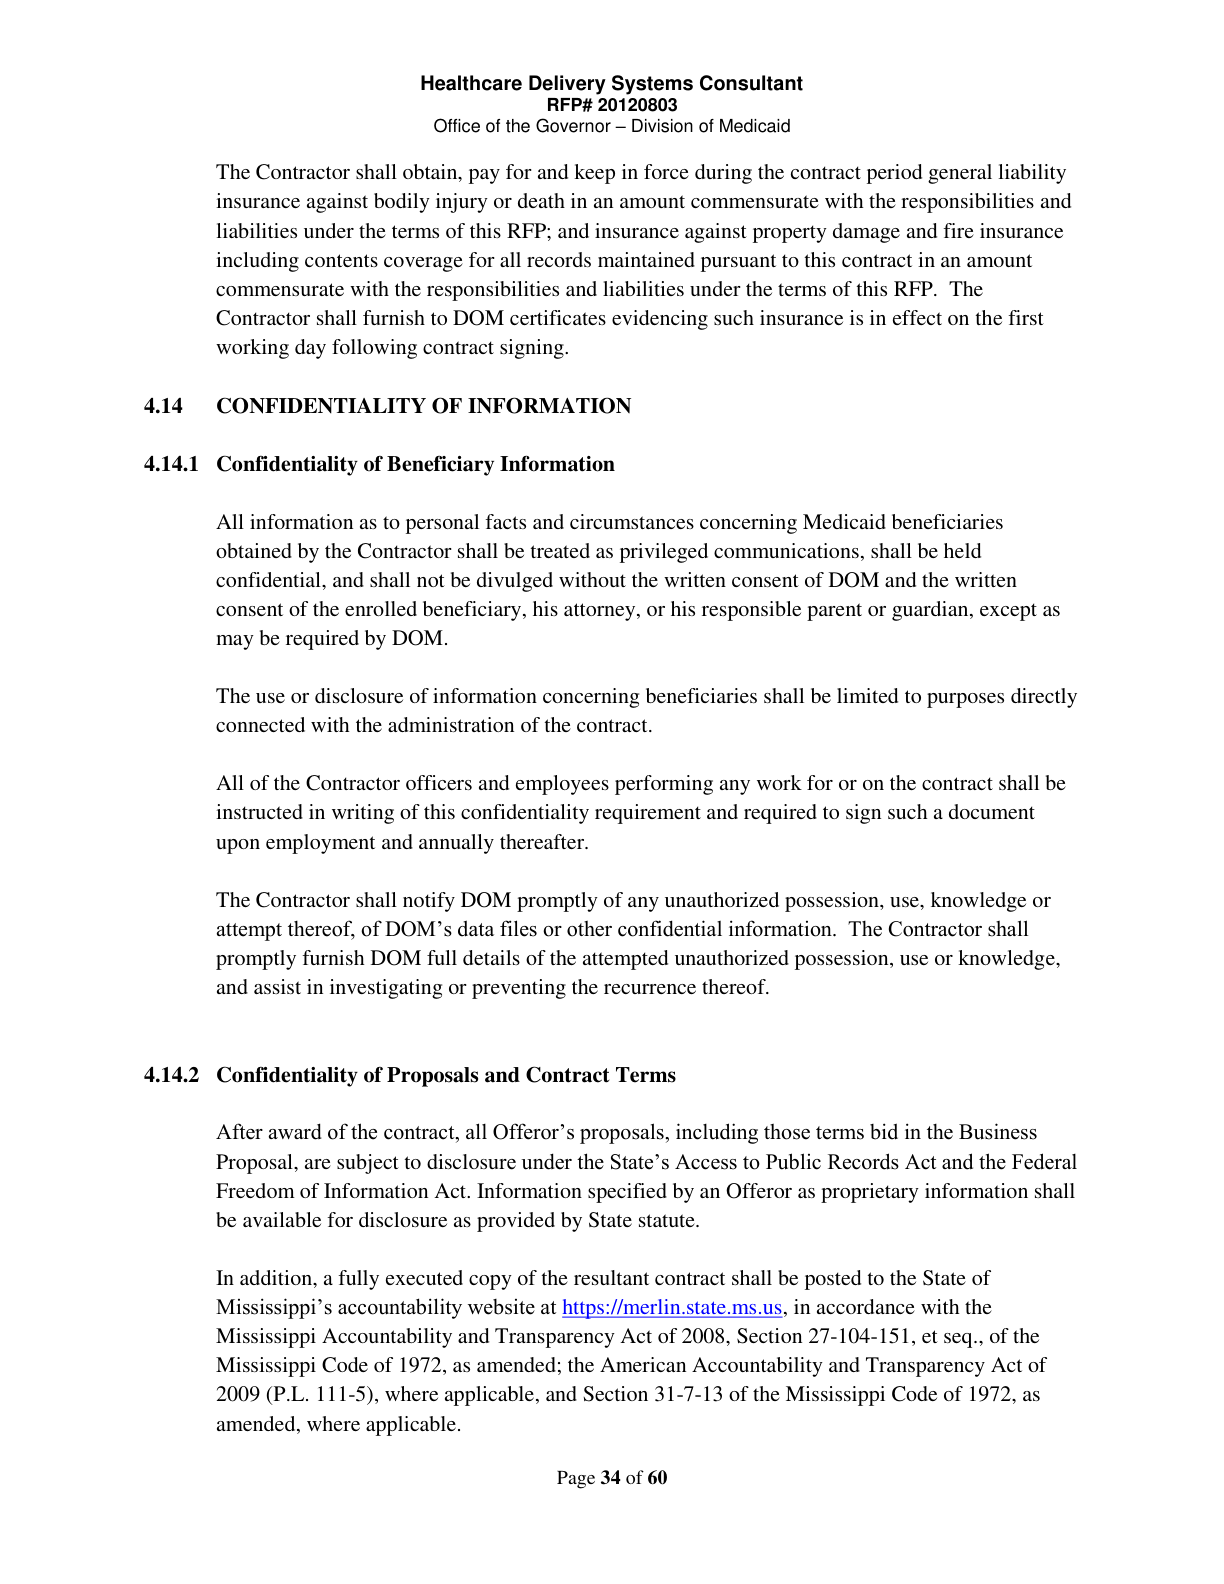 Healthcare Delivery Systems Consultant
RFP# 20120803
Office of the Governor – Division of Medicaid
The Contractor shall obtain, pay for and keep in force during the contract period general liability
insurance against bodily injury or death in an amount commensurate with the responsibilities and
liabilities under the terms of this RFP; and insurance against property damage and fire insurance
including contents coverage for all records maintained pursuant to this contract in an amount
commensurate with the responsibilities and liabilities under the terms of this RFP.  The
Contractor shall furnish to DOM certificates evidencing such insurance is in effect on the first
working day following contract signing.
4.14 CONFIDENTIALITY OF INFORMATION
4.14.1 Confidentiality of Beneficiary Information
All information as to personal facts and circumstances concerning Medicaid beneficiaries
obtained by the Contractor shall be treated as privileged communications, shall be held
confidential, and shall not be divulged without the written consent of DOM and the written
consent of the enrolled beneficiary, his attorney, or his responsible parent or guardian, except as
may be required by DOM.
The use or disclosure of information concerning beneficiaries shall be limited to purposes directly
connected with the administration of the contract.
All of the Contractor officers and employees performing any work for or on the contract shall be
instructed in writing of this confidentiality requirement and required to sign such a document
upon employment and annually thereafter.
The Contractor shall notify DOM promptly of any unauthorized possession, use, knowledge or
attempt thereof, of DOM’s data files or other confidential information.  The Contractor shall
promptly furnish DOM full details of the attempted unauthorized possession, use or knowledge,
and assist in investigating or preventing the recurrence thereof.
4.14.2 Confidentiality of Proposals and Contract Terms
After award of the contract, all Offeror’s proposals, including those terms bid in the Business
Proposal, are subject to disclosure under the State’s Access to Public Records Act and the Federal
Freedom of Information Act. Information specified by an Offeror as proprietary information shall
be available for disclosure as provided by State statute.
In addition, a fully executed copy of the resultant contract shall be posted to the State of
Mississippi’s accountability website at https://merlin.state.ms.us, in accordance with the
Mississippi Accountability and Transparency Act of 2008, Section 27-104-151, et seq., of the
Mississippi Code of 1972, as amended; the American Accountability and Transparency Act of
2009 (P.L. 111-5), where applicable, and Section 31-7-13 of the Mississippi Code of 1972, as
amended, where applicable.
Page 34 of 60